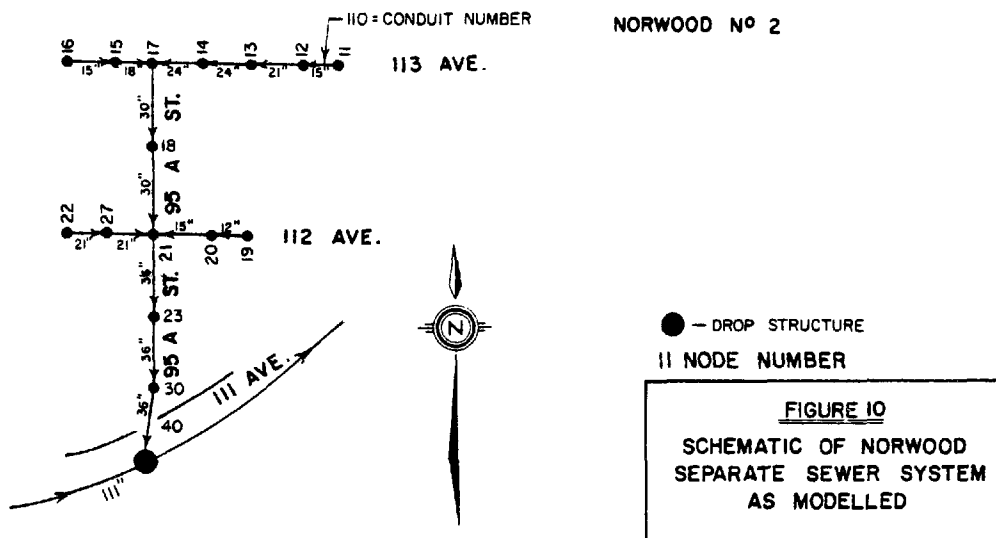 110 = CONDUIT NUMBER
NORWOOD Nº 2
16 15 17 14 13 12 11
113 AVE.
15" 18" 24" 24" 21" 15"
30"
ST.
18
30"
95 A
22 27 15" 12"
112 AVE.
21" 21" 21 20 19
36"
ST.
23
36"
95 A
30
111 AVE.
36"
40
111"
N
- DROP STRUCTURE
11 NODE NUMBER
FIGURE 10
SCHEMATIC OF NORWOOD
SEPARATE SEWER SYSTEM
AS MODELLED